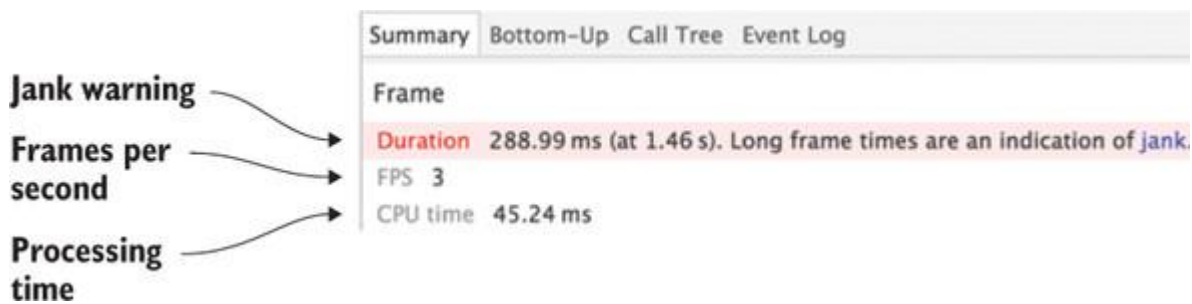 Summary Bottom-Up Call Tree Event Log
Jank warning
Frame
Duration 288.99 ms (at 1.46 s). Long frame times are an indication of jank.
Frames per
second
FPS 3
CPU time 45.24 ms
Processing
time